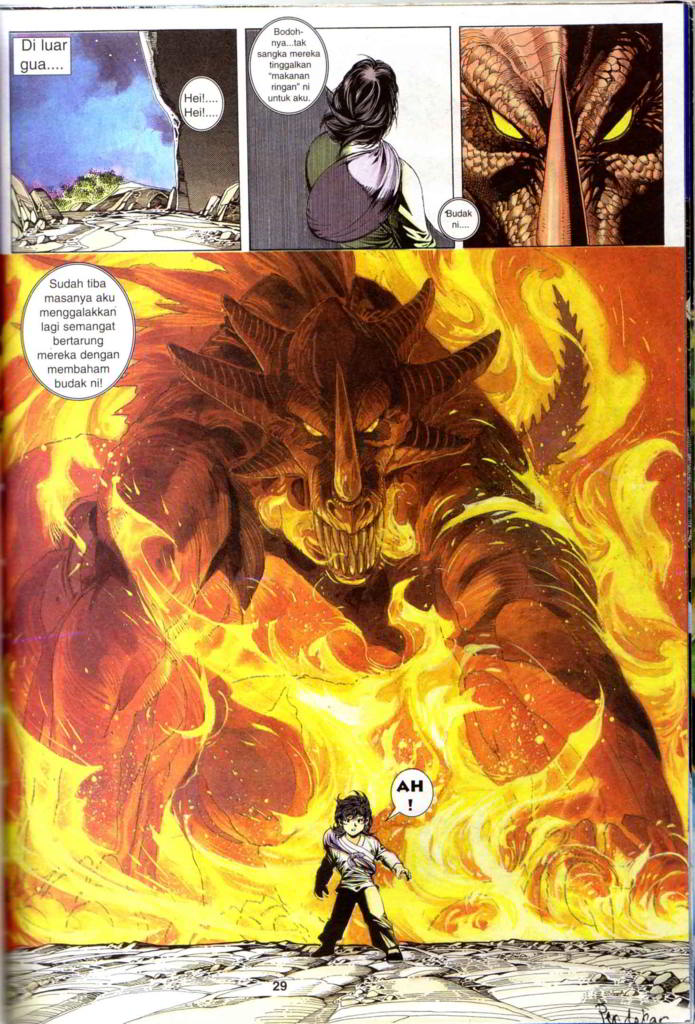 Di luar
gua....
Hei!....
Hei!....
Bodoh-
nya...tak
sangka mereka
tinggalkan
"makanan
ringan" ni
untuk aku.
Budak
ni....
Sudah tiba
masanya aku
menggalakkan
lagi semangat
bertarung
mereka dengan
membaham
budak ni!
AH
!
29